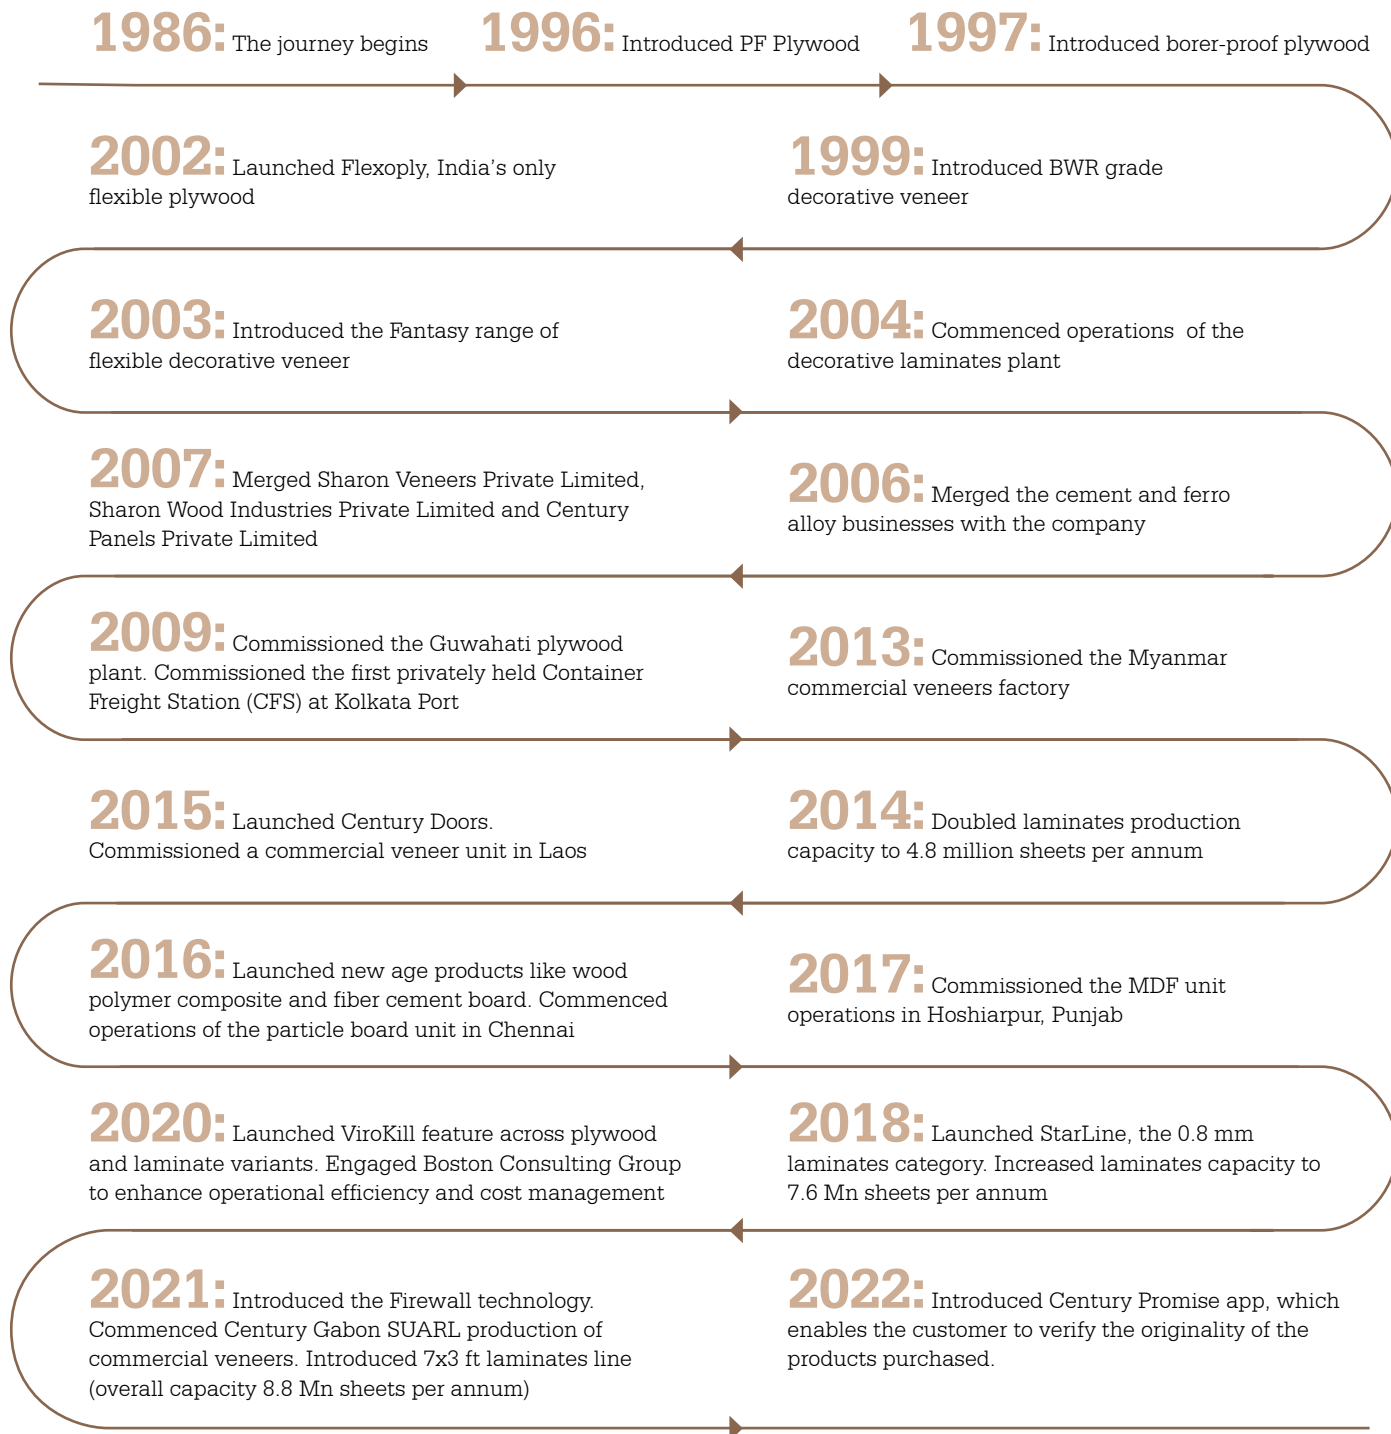 1986: The journey begins
1996: Introduced PF Plywood
1997: Introduced borer-proof plywood
1999: Introduced BWR grade
decorative veneer
2002: Launched Flexoply, India's only
flexible plywood
2003: Introduced the Fantasy range of
flexible decorative veneer
2004: Commenced operations of the
decorative laminates plant
2006: Merged the cement and ferro
alloy businesses with the company
2007: Merged Sharon Veneers Private Limited,
Sharon Wood Industries Private Limited and Century
Panels Private Limited
2009: Commissioned the Guwahati plywood
plant. Commissioned the first privately held Container
Freight Station (CFS) at Kolkata Port
2013: Commissioned the Myanmar
commercial veneers factory
2014: Doubled laminates production
capacity to 4.8 million sheets per annum
2015: Launched Century Doors.
Commissioned a commercial veneer unit in Laos
2016: Launched new age products like wood
polymer composite and fiber cement board. Commenced
operations of the particle board unit in Chennai
2017: Commissioned the MDF unit
operations in Hoshiarpur, Punjab
2018: Launched StarLine, the 0.8 mm
laminates category. Increased laminates capacity to
7.6 Mn sheets per annum
2020: Launched ViroKill feature across plywood
and laminate variants. Engaged Boston Consulting Group
to enhance operational efficiency and cost management
2021: Introduced the Firewall technology.
Commenced Century Gabon SUARL production of
commercial veneers. Introduced 7x3 ft laminates line
(overall capacity 8.8 Mn sheets per annum)
2022: Introduced Century Promise app, which
enables the customer to verify the originality of the
products purchased.